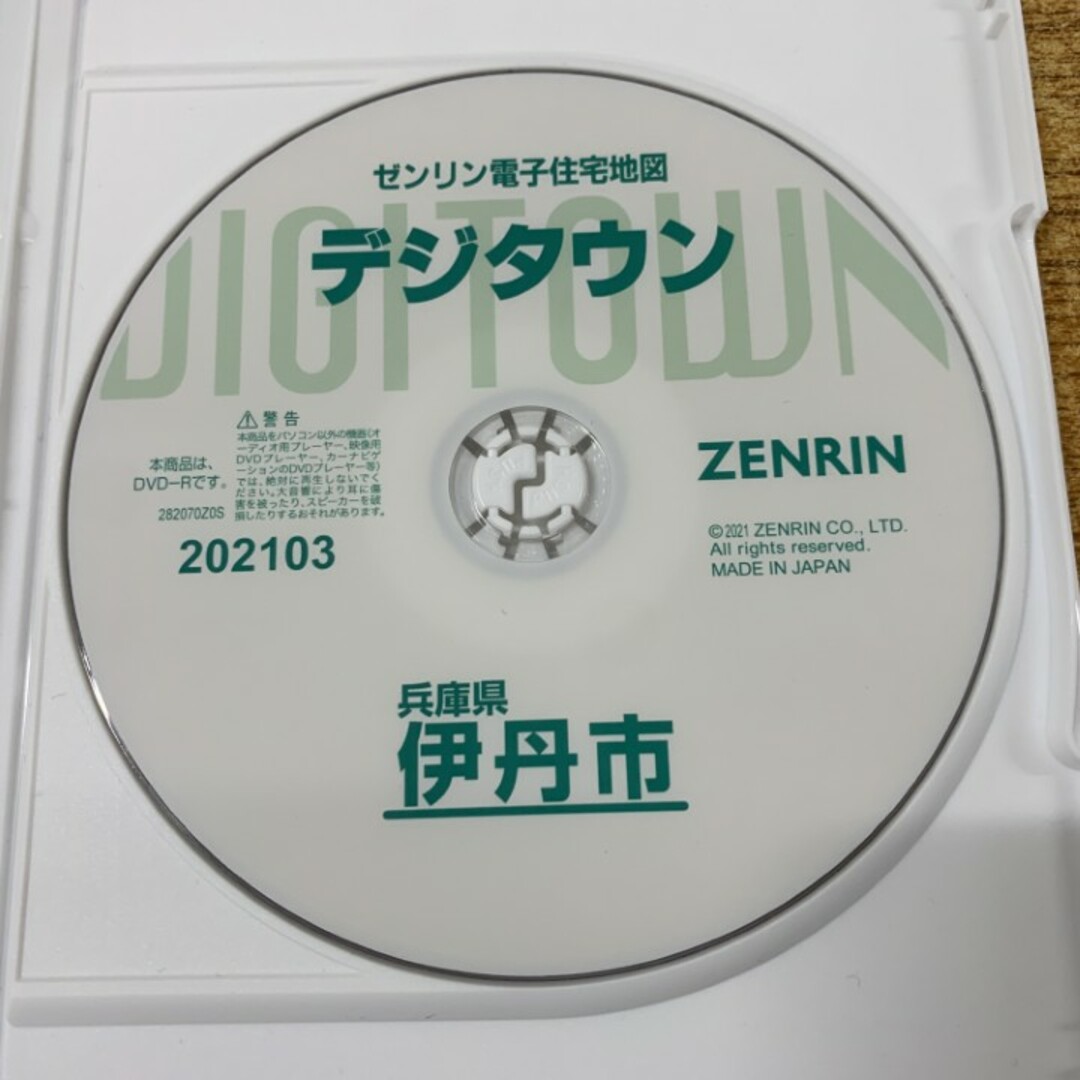 ゼンリン電子住宅地図
DIGITOWN
デジタウン
本商品は、
DVD-Rです。
282070Z0S
⚠警告
本商品をパソコン以外の機器(オ
ーディオ用プレーヤー、映像用
DVDプレーヤー、カーナビゲ
ーションのDVDプレーヤー等)
では、絶対に再生しないでく
ださい。大音響により耳に傷
害を被ったり、スピーカーを破
損したりするおそれがあります。
202103
ZENRIN
©2021 ZENRIN CO., LTD.
All rights reserved.
MADE IN JAPAN
兵庫県
伊丹市